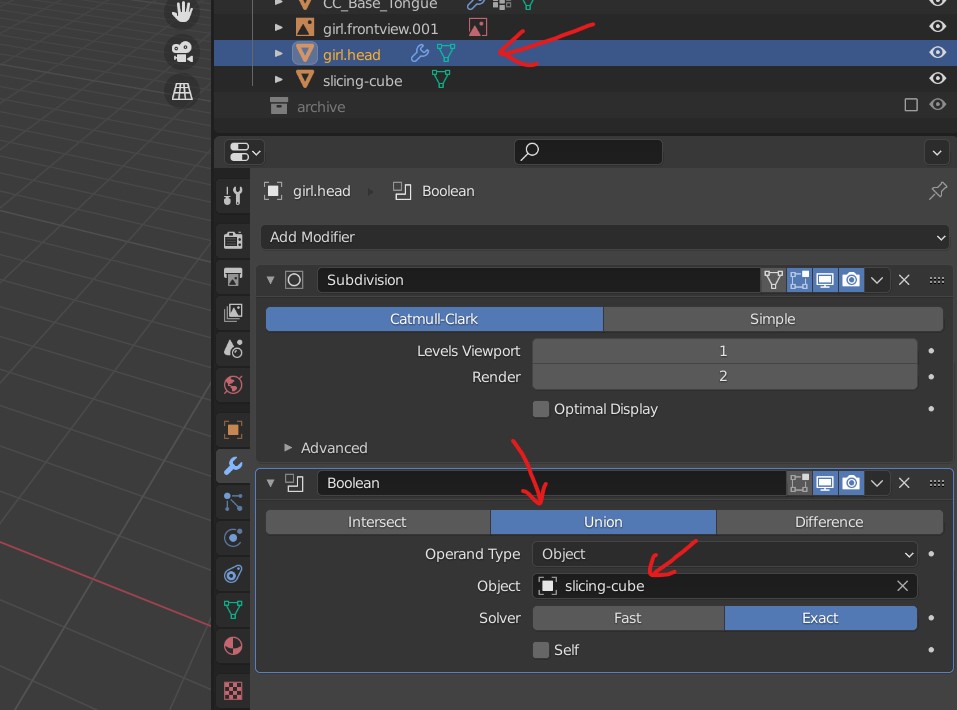 CC_Base_Tongue
girl.frontview.001
girl.head
slicing-cube
archive
girl.head Boolean
Add Modifier
Subdivision
Catmull-Clark Simple
Levels Viewport 1
Render 2
Optimal Display
Advanced
Boolean
Intersect Union Difference
Operand Type Object
Object slicing-cube
Solver Fast Exact
Self